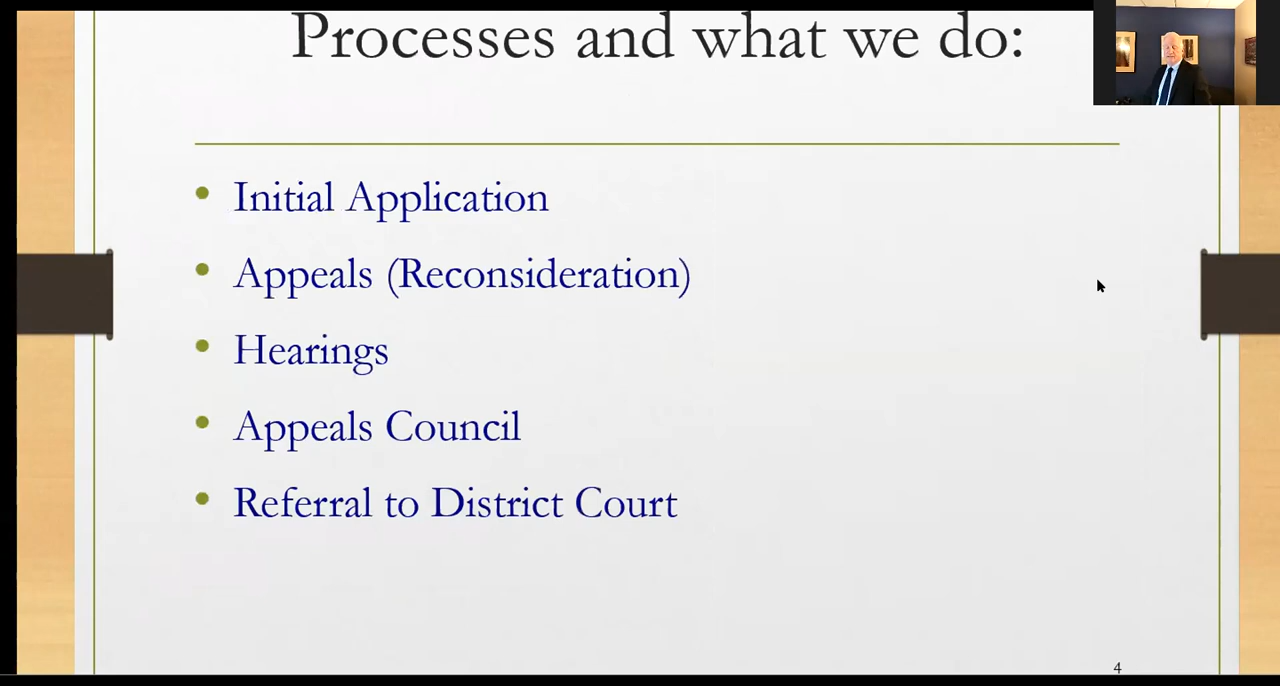 Processes and what we do:
Initial Application
Appeals (Reconsideration)
Hearings
Appeals Council
Referral to District Court
4